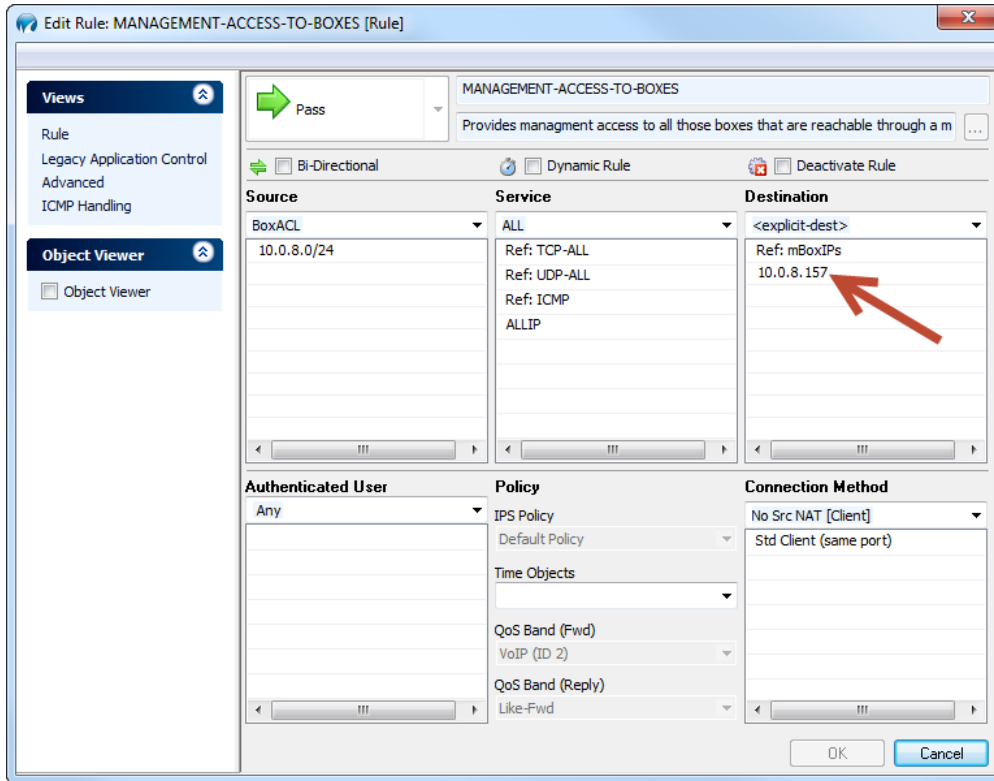 Edit Rule: MANAGEMENT-ACCESS-TO-BOXES [Rule]
Views
Rule
Legacy Application Control
Advanced
ICMP Handling
Object Viewer
Object Viewer
Pass
MANAGEMENT-ACCESS-TO-BOXES
Provides managment access to all those boxes that are reachable through a m
...
Bi-Directional
Dynamic Rule
Deactivate Rule
Source
BoxACL
10.0.8.0/24
Service
ALL
Ref: TCP-ALL
Ref: UDP-ALL
Ref: ICMP
ALLIP
Destination
<explicit-dest>
Ref: mBoxIPs
10.0.8.157
Authenticated User
Any
Policy
IPS Policy
Default Policy
Time Objects
QoS Band (Fwd)
VoIP (ID 2)
QoS Band (Reply)
Like-Fwd
Connection Method
No Src NAT [Client]
Std Client (same port)
OK
Cancel